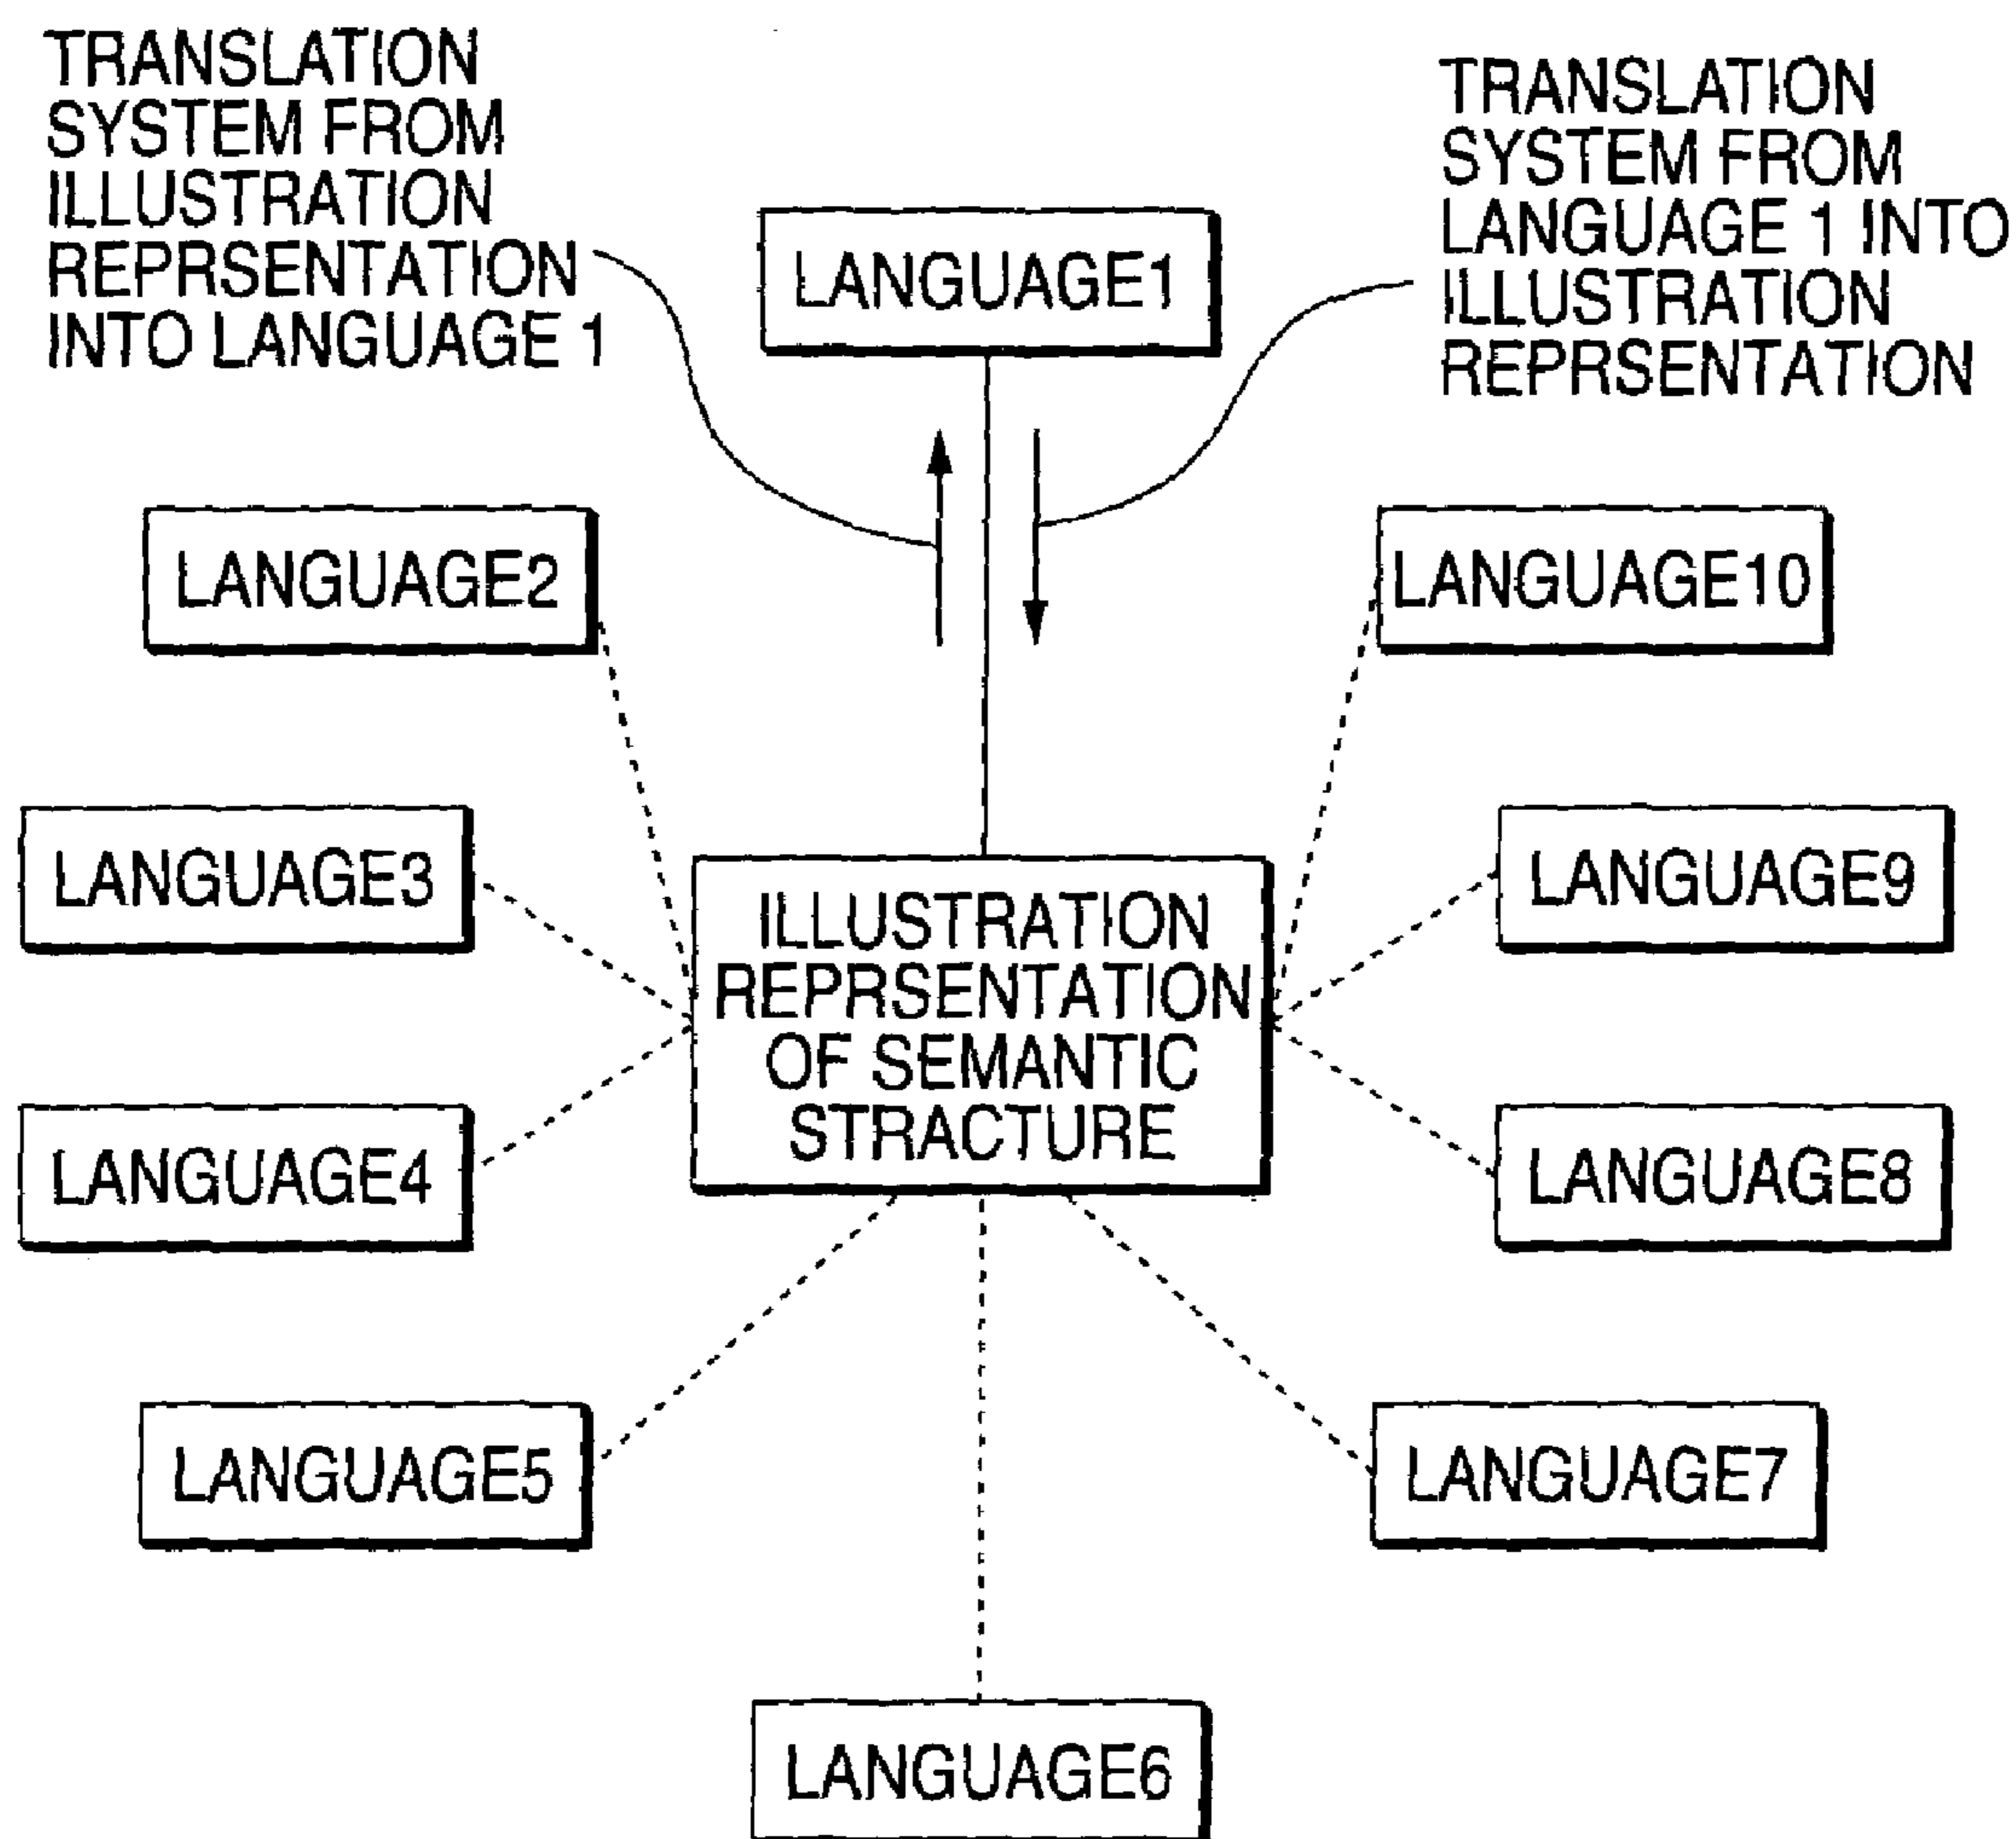 TRANSLATION
SYSTEM FROM
ILLUSTRATION
REPRSENTATION
INTO LANGUAGE 1
TRANSLATION
SYSTEM FROM
LANGUAGE 1 INTO
ILLUSTRATION
REPRSENTATION
LANGUAGE1
LANGUAGE2
LANGUAGE10
LANGUAGE3
LANGUAGE9
ILLUSTRATION
REPRSENTATION
OF SEMANTIC
STRACTURE
LANGUAGE4
LANGUAGE8
LANGUAGE5
LANGUAGE7
LANGUAGE6